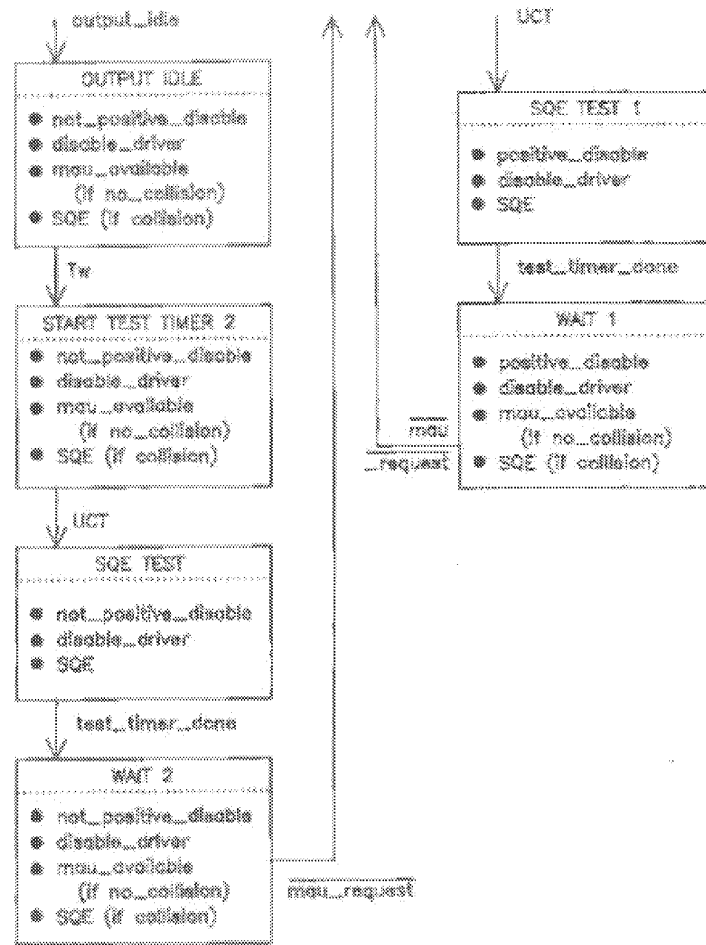 output_idle
OUTPUT IDLE
● not_positive_disable
● disable_driver
● mau_available
(if no_collision)
● SQE (if collision)
Tw
START TEST TIMER 2
● not_positive_disable
● disable_driver
● mau_available
(if no_collision)
● SQE (if collision)
UCT
SQE TEST
● not_positive_disable
● disable_driver
● SQE
test_timer_done
WAIT 2
● not_positive_disable
● disable_driver
● mau_available
(if no_collision)
● SQE (if collision)
mau_request
UCT
SQE TEST 1
● positive_disable
● disable_driver
● SQE
test_timer_done
WAIT 1
● positive_disable
● disable_driver
● mau_available
(if no_collision)
● SQE (if collision)
mau
_request